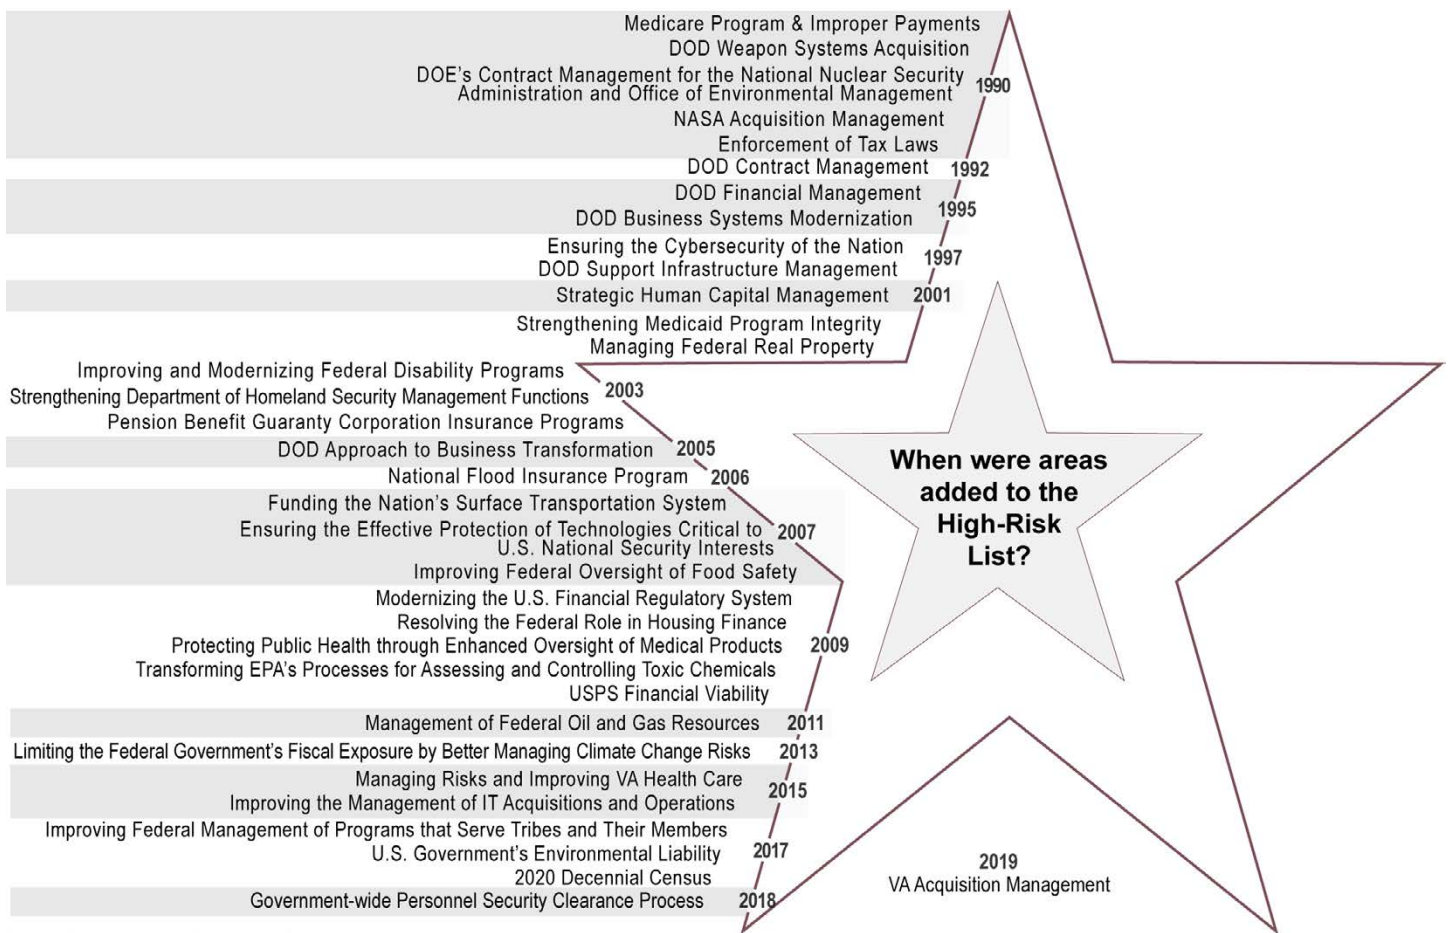 Medicare Program & Improper Payments
DOD Weapon Systems Acquisition
DOE's Contract Management for the National Nuclear Security
Administration and Office of Environmental Management
1990
NASA Acquisition Management
Enforcement of Tax Laws
DOD Contract Management
1992
DOD Financial Management
DOD Business Systems Modernization
1995
Ensuring the Cybersecurity of the Nation
DOD Support Infrastructure Management
1997
Strategic Human Capital Management
2001
Strengthening Medicaid Program Integrity
Managing Federal Real Property
Improving and Modernizing Federal Disability Programs
Strengthening Department of Homeland Security Management Functions
2003
Pension Benefit Guaranty Corporation Insurance Programs
DOD Approach to Business Transformation
2005
National Flood Insurance Program
2006
Funding the Nation's Surface Transportation System
Ensuring the Effective Protection of Technologies Critical to
U.S. National Security Interests
2007
Improving Federal Oversight of Food Safety
Modernizing the U.S. Financial Regulatory System
Resolving the Federal Role in Housing Finance
Protecting Public Health through Enhanced Oversight of Medical Products
2009
Transforming EPA's Processes for Assessing and Controlling Toxic Chemicals
USPS Financial Viability
Management of Federal Oil and Gas Resources
2011
Limiting the Federal Government's Fiscal Exposure by Better Managing Climate Change Risks
2013
Managing Risks and Improving VA Health Care
Improving the Management of IT Acquisitions and Operations
2015
Improving Federal Management of Programs that Serve Tribes and Their Members
U.S. Government's Environmental Liability
2017
2020 Decennial Census
Government-wide Personnel Security Clearance Process
2018
When were areas
added to the
High-Risk
List?
2019
VA Acquisition Management